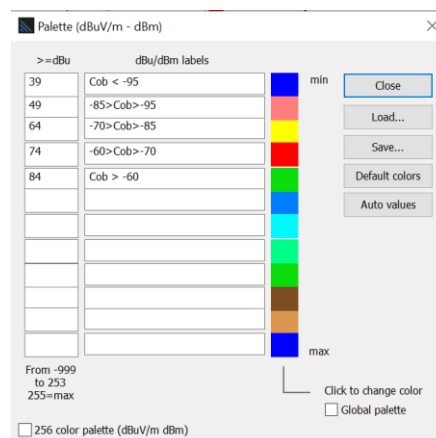 Palette (dBuV/m - dBm)
>=dBu dBu/dBm labels
39 Cob < -95 min Close
49 -85>Cob>-95 Load...
64 -70>Cob>-85
74 -60>Cob>-70 Save...
84 Cob > -60 Default colors
Auto values
max
From -999
to 253
255=max
Click to change color
Global palette
256 color palette (dBuV/m dBm)